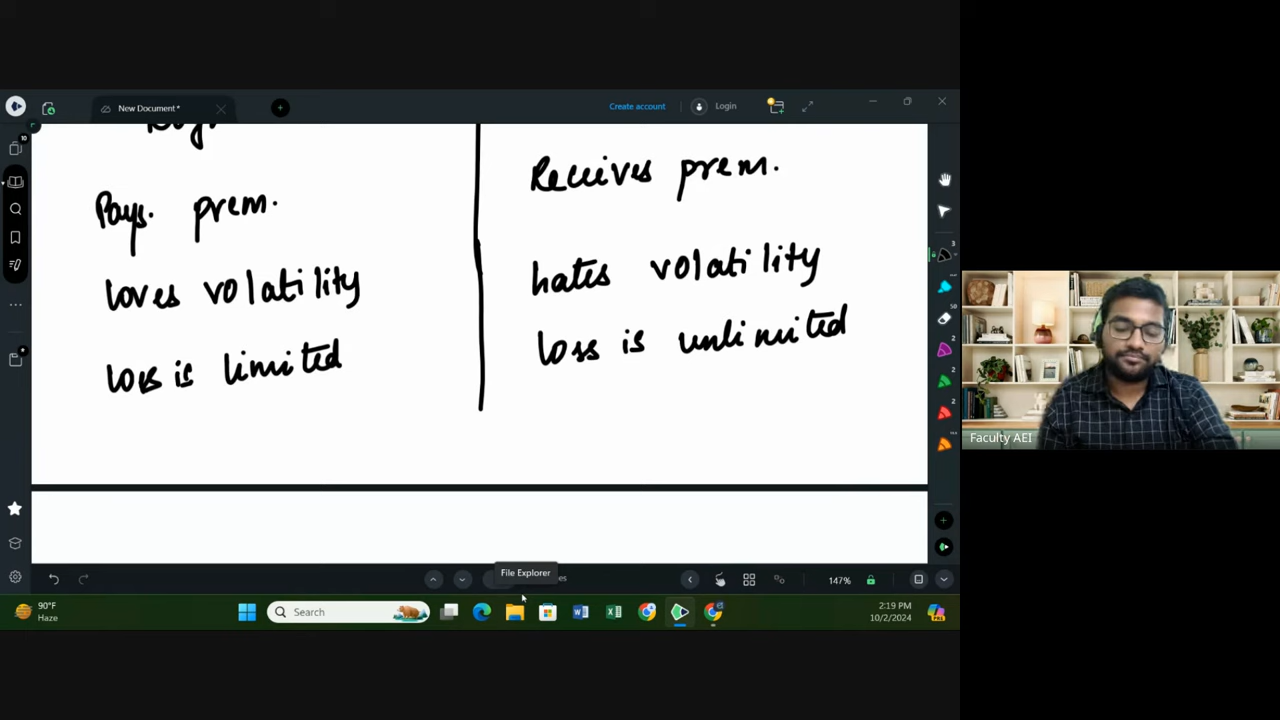 New Document*
Create account
Login
10
Pays. prem.
loves volatility
loss is limited
Receives prem.
hates volatility
loss is unlimited
Faculty AEI
File Explorer
147%
90°F
Haze
Search
2:19 PM
10/2/2024